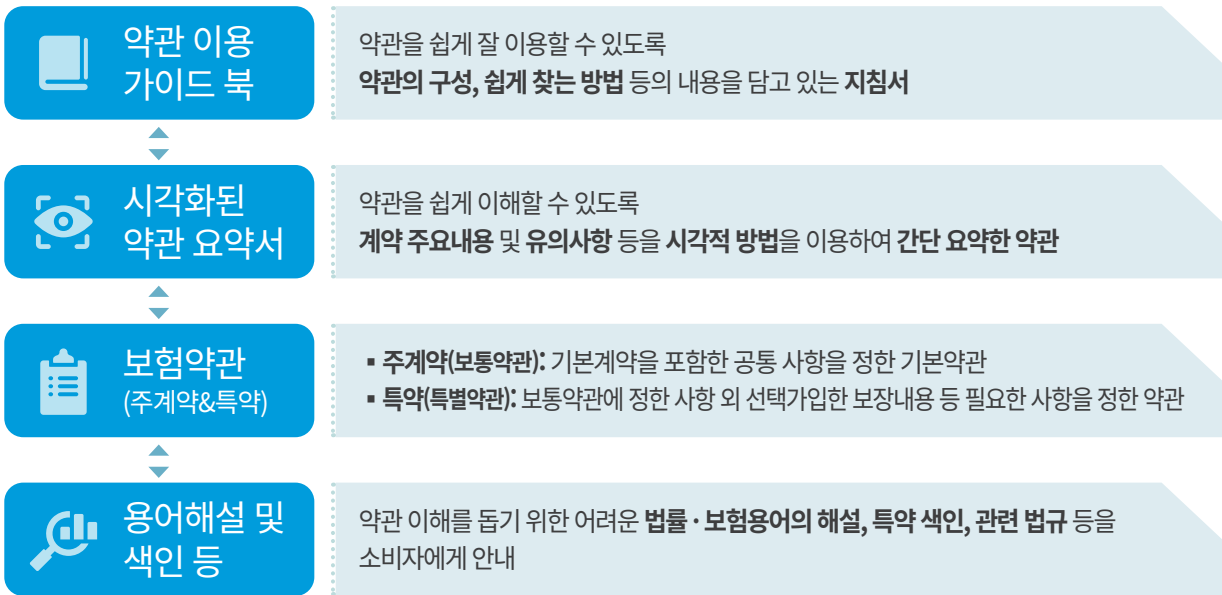 약관 이용
가이드 북
약관을 쉽게 잘 이용할 수 있도록
약관의 구성, 쉽게 찾는 방법 등의 내용을 담고 있는 지침서
시각화된
약관 요약서
약관을 쉽게 이해할 수 있도록
계약 주요내용 및 유의사항 등을 시각적 방법을 이용하여 간단 요약한 약관
보험약관
(주계약&특약)
▪ 주계약(보통약관): 기본계약을 포함한 공통 사항을 정한 기본약관
▪ 특약(특별약관): 보통약관에 정한 사항 외 선택가입한 보장내용 등 필요한 사항을 정한 약관
용어해설 및
색인 등
약관 이해를 돕기 위한 어려운 법률·보험용어의 해설, 특약 색인, 관련 법규 등을
소비자에게 안내